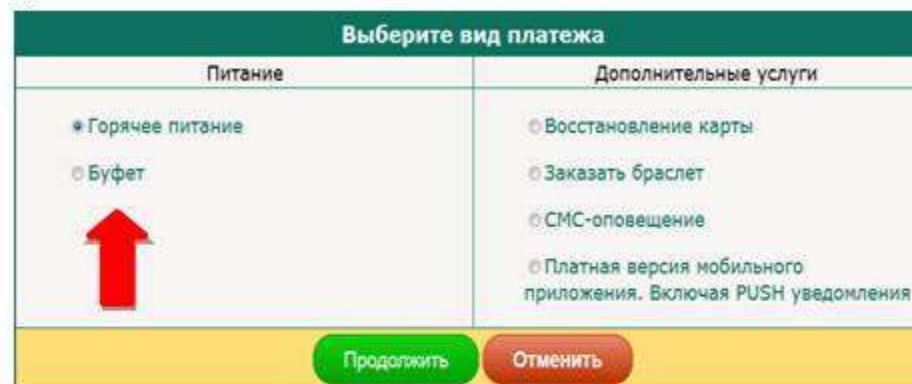 Выберите вид платежа
Питание
Дополнительные услуги
Горячее питание
Буфет
Восстановление карты
Заказать браслет
СМС-оповещение
Платная версия мобильного
приложения. Включая PUSH уведомления
Продолжить
Отменить